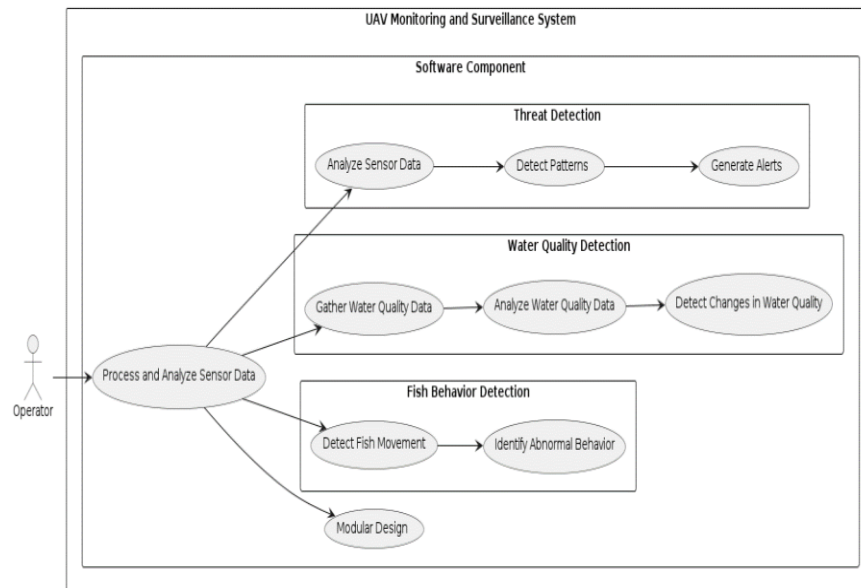 UAV Monitoring and Surveillance System
Software Component
Threat Detection
Analyze Sensor Data
Detect Patterns
Generate Alerts
Water Quality Detection
Gather Water Quality Data
Analyze Water Quality Data
Detect Changes in Water Quality
Operator
Process and Analyze Sensor Data
Fish Behavior Detection
Detect Fish Movement
Identify Abnormal Behavior
Modular Design